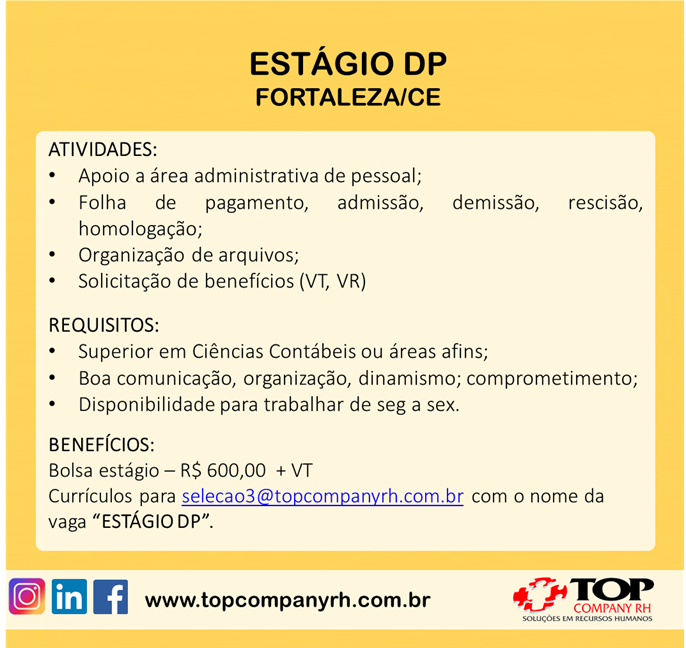 ESTÁGIO DP
FORTALEZA/CE
ATIVIDADES:
• Apoio a área administrativa de pessoal;
• Folha de pagamento, admissão, demissão, rescisão,
homologação;
• Organização de arquivos;
• Solicitação de benefícios (VT, VR)
REQUISITOS:
• Superior em Ciências Contábeis ou áreas afins;
• Boa comunicação, organização, dinamismo; comprometimento;
• Disponibilidade para trabalhar de seg a sex.
BENEFÍCIOS:
Bolsa estágio – R$ 600,00 + VT
Currículos para selecao3@topcompanyrh.com.br com o nome da
vaga “ESTÁGIO DP”.
www.topcompanyrh.com.br
TOP
COMPANY RH
SOLUÇÕES EM RECURSOS HUMANOS